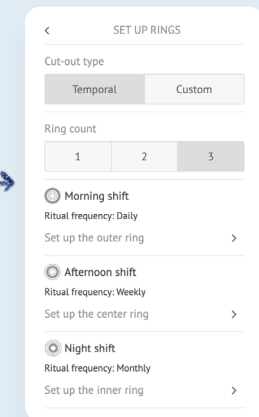 SET UP RINGS
Cut-out type
Temporal Custom
Ring count
1 2 3
Morning shift
Ritual frequency: Daily
Set up the outer ring
Afternoon shift
Ritual frequency: Weekly
Set up the center ring
Night shift
Ritual frequency: Monthly
Set up the inner ring